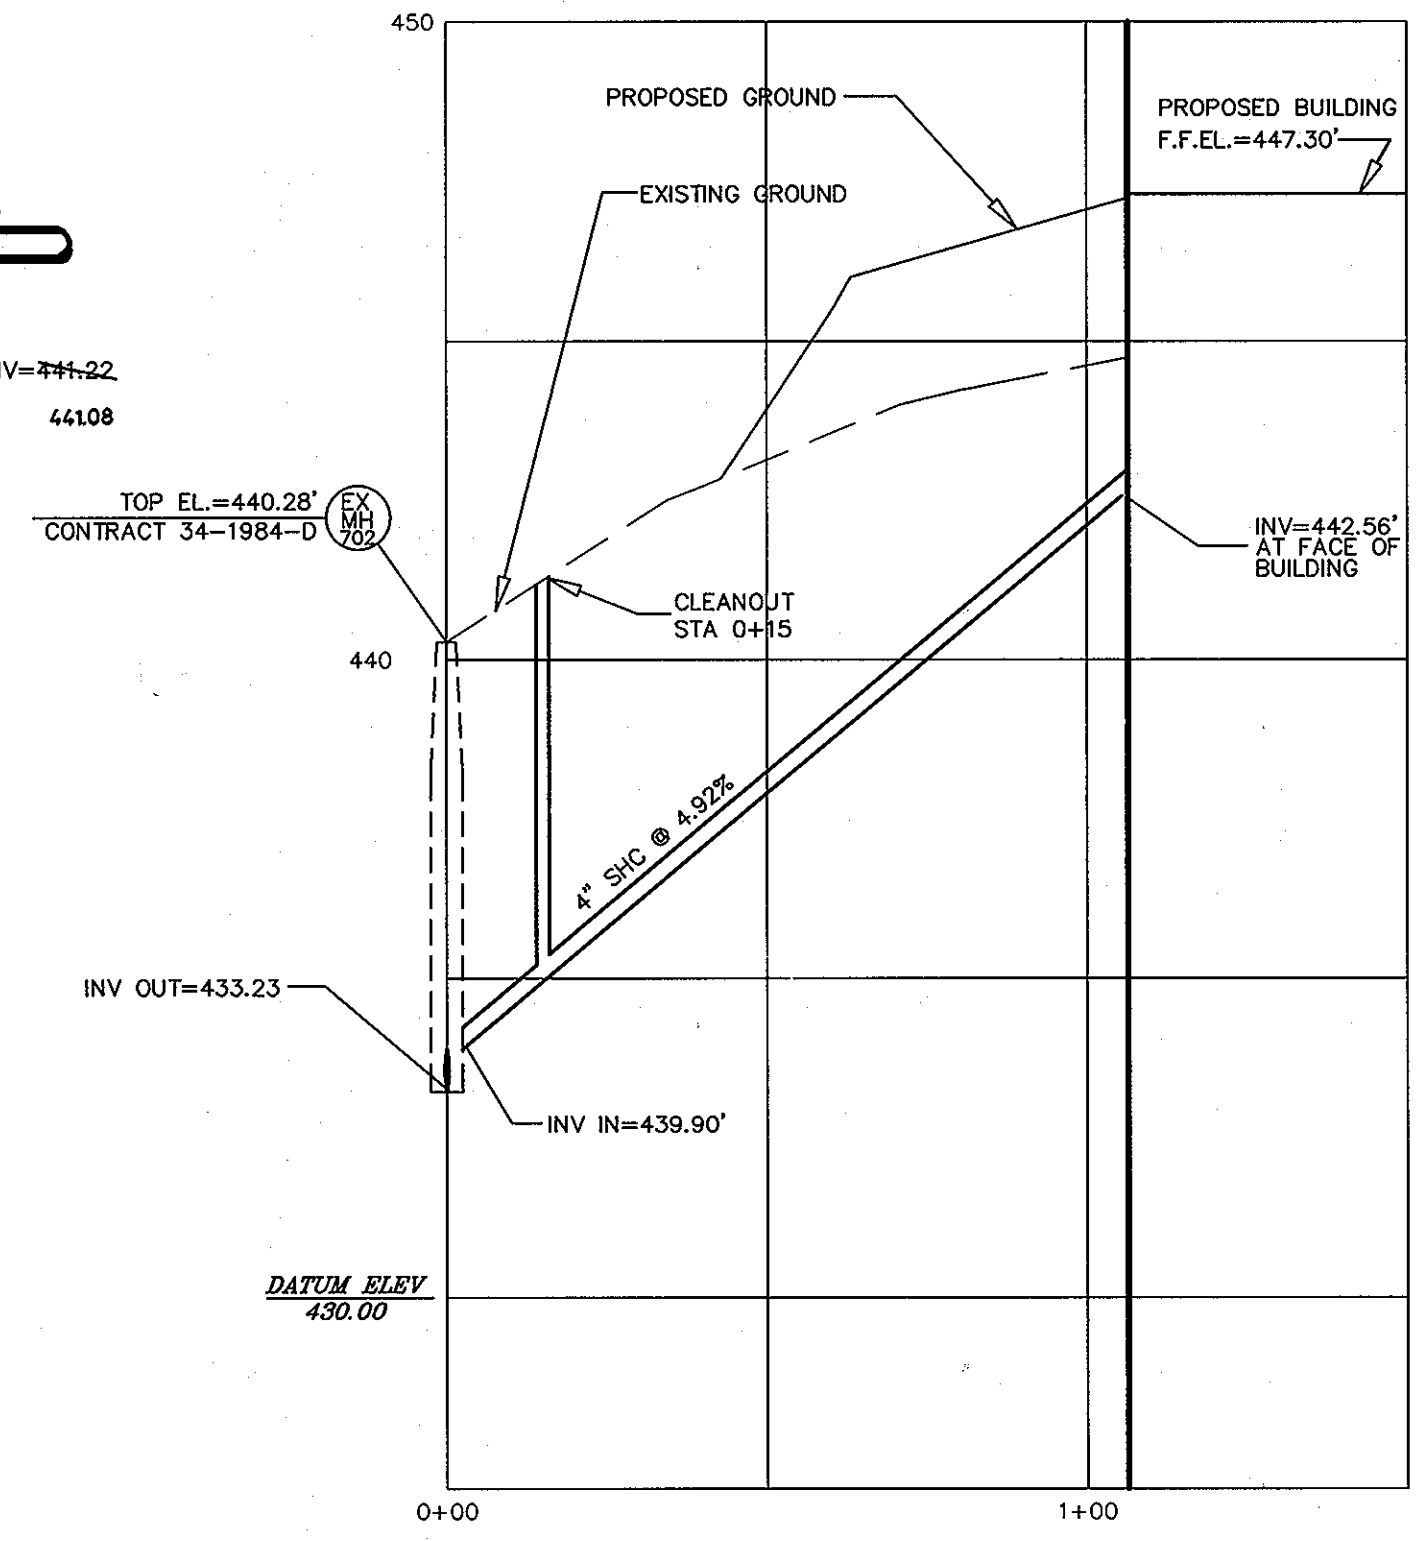 450
PROPOSED GROUND
PROPOSED BUILDING
F.F.EL.=447.30'
EXISTING GROUND
V=441.22
441.08
TOP EL.=440.28'
CONTRACT 34-1984-D
EX
MH
702
INV=442.56'
AT FACE OF
BUILDING
CLEANOUT
STA 0+15
440
4" SHC @ 4.92%
INV OUT=433.23
INV IN=439.90'
DATUM ELEV
430.00
0+00
1+00